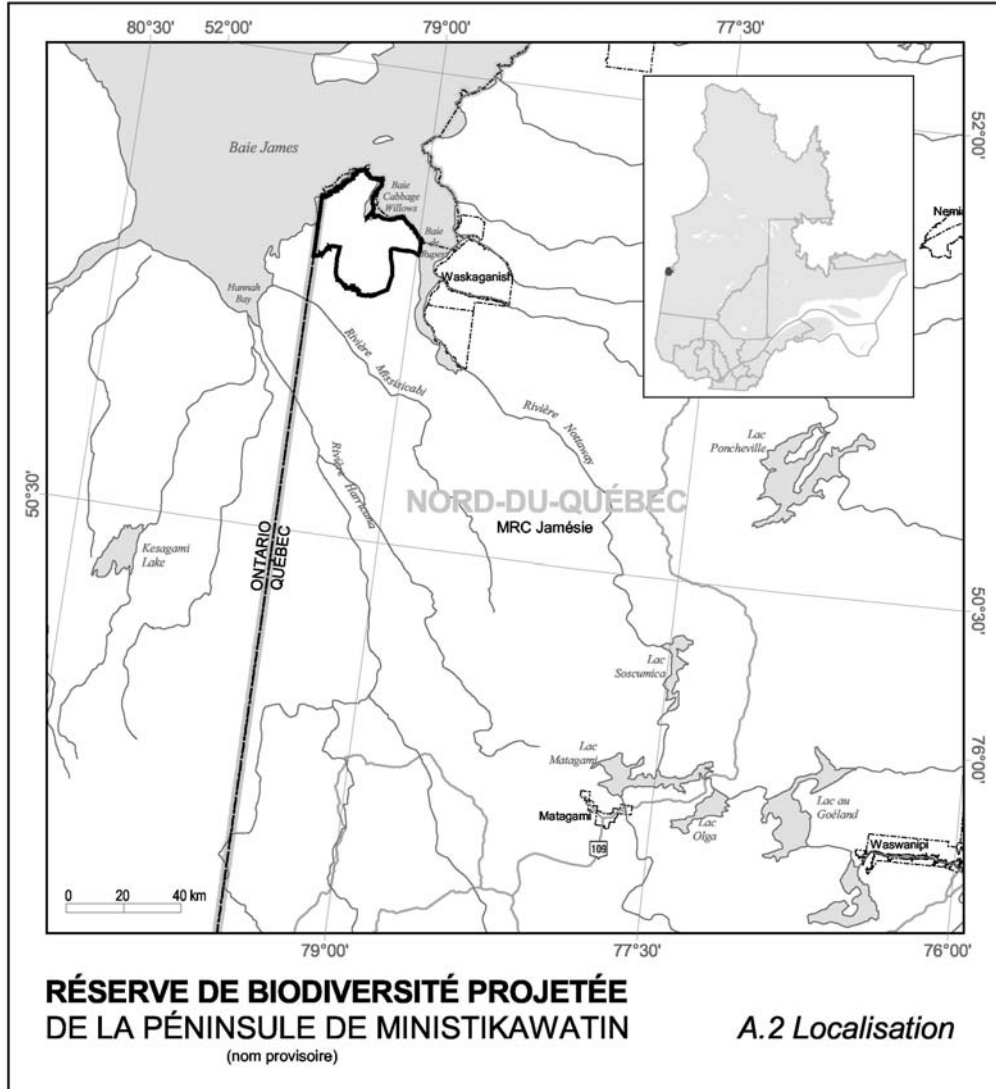 80°30'
52°00'
79°00'
77°30'
Baie James
52°00'
Baie
Cabbage
Willows
Baie
de
Rupert
Nemi
Waskaganish
Hannah
Bay
Rivière Missisicabi
Rivière Nottaway
Rivière Harricana
Lac
Poncheville
50°30'
NORD-DU-QUÉBEC
MRC Jamésie
Kesagami
Lake
ONTARIO
QUÉBEC
50°30'
Lac
Soscumica
Lac
Matagami
76°00'
Matagami
Lac
Olga
Lac au
Goéland
109
Waswanipi
0 20 40 km
79°00'
77°30'
76°00'
RÉSERVE DE BIODIVERSITÉ PROJETÉE
DE LA PÉNINSULE DE MINISTIKAWATIN
(nom provisoire)
A.2 Localisation